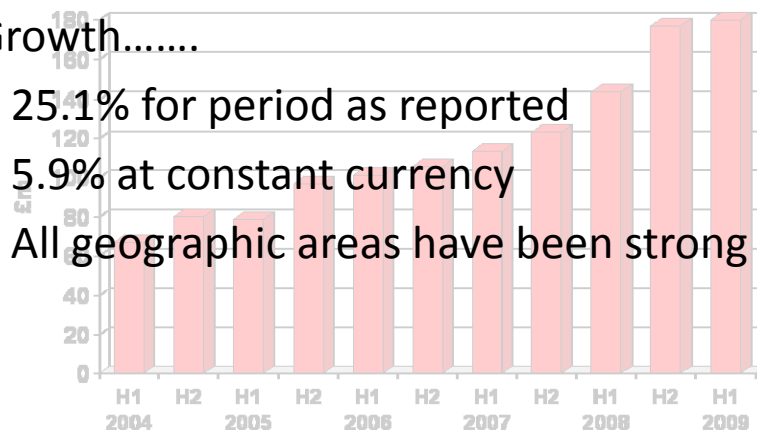 Growth.......
25.1% for period as reported
5.9% at constant currency
All geographic areas have been strong
£m
180
160
140
120
100
80
60
40
20
0
H1 H2 H1 H2 H1 H2 H1 H2 H1 H2 H1
2004 2005 2006 2007 2008 2009